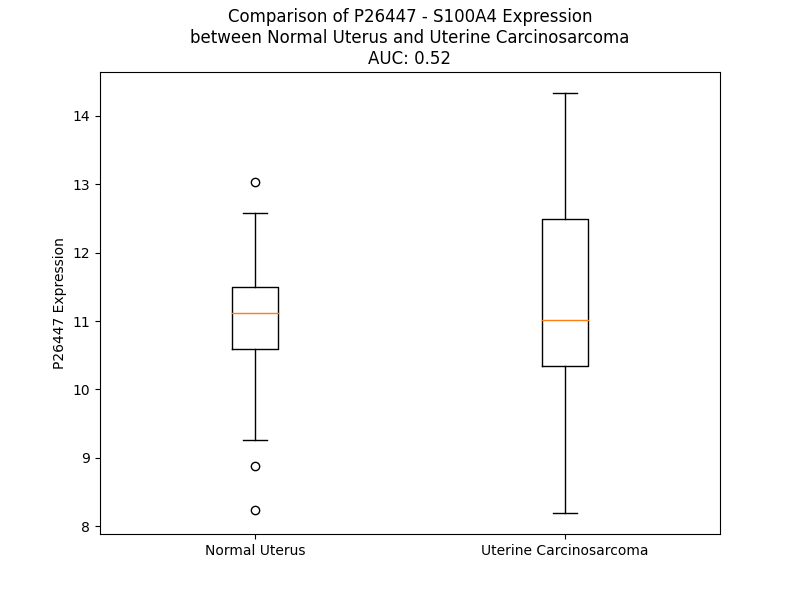 Comparison of P26447 - S100A4 Expression
between Normal Uterus and Uterine Carcinosarcoma
AUC: 0.52
14
13
12
11
10
9
8
P26447 Expression
Normal Uterus
Uterine Carcinosarcoma